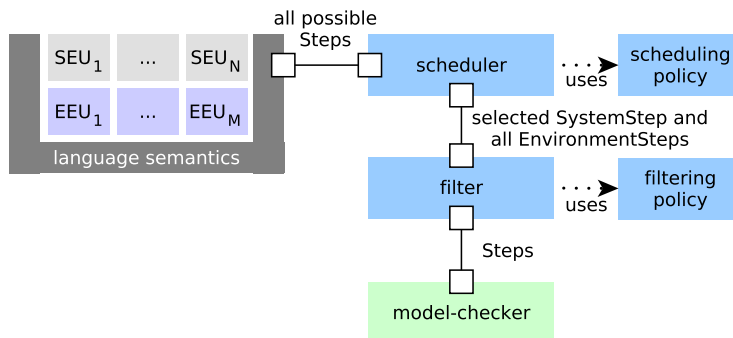 all possible
Steps
SEU1 ... SEUN
scheduler
scheduling
policy
uses
EEU1 ... EEUM
selected SystemStep and
all EnvironmentSteps
language semantics
filter
filtering
policy
uses
Steps
model-checker